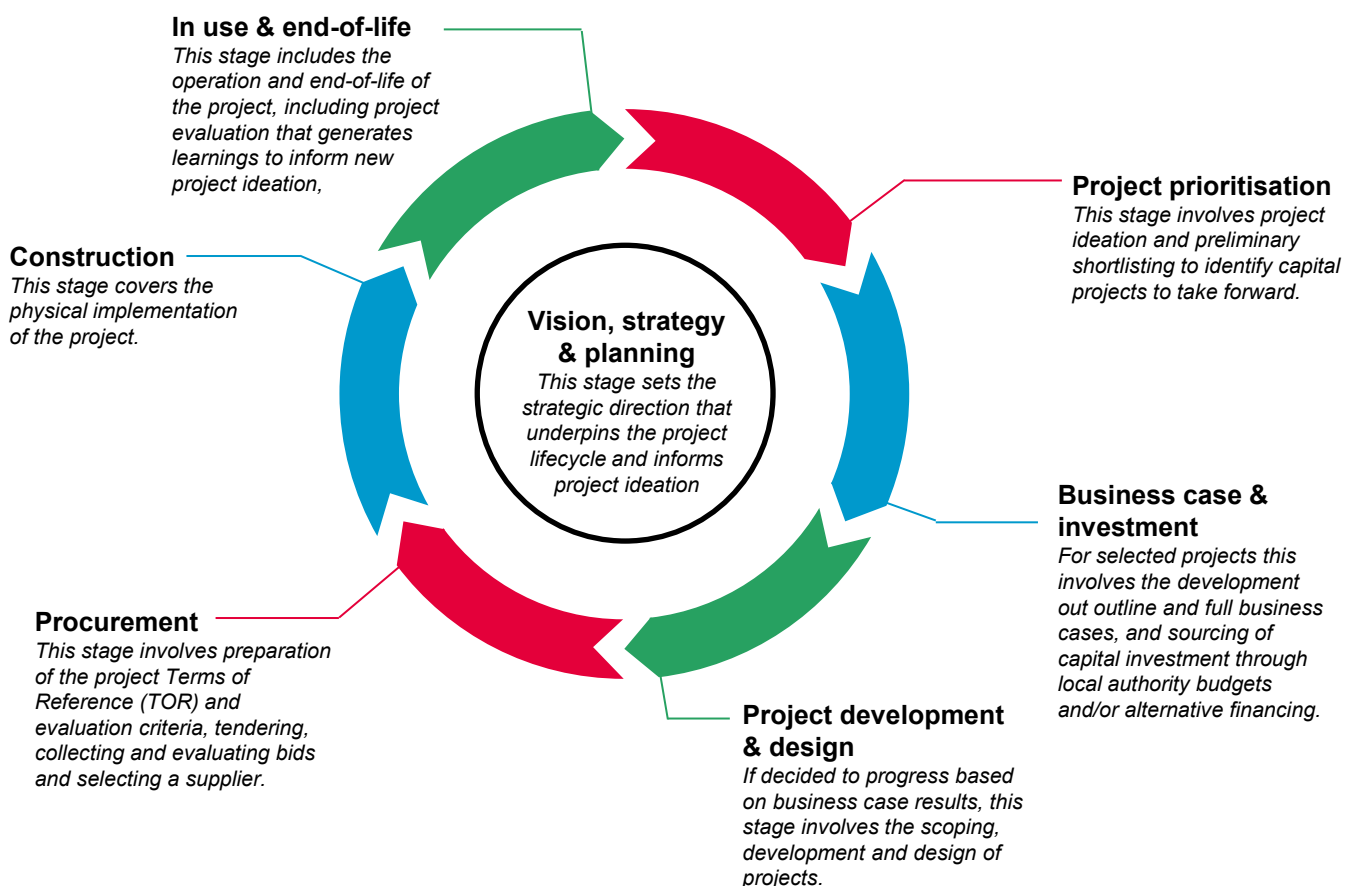 In use & end-of-life
This stage includes the
operation and end-of-life of
the project, including project
evaluation that generates
learnings to inform new
project ideation,
Project prioritisation
This stage involves project
ideation and preliminary
shortlisting to identify capital
projects to take forward.
Construction
This stage covers the
physical implementation
of the project.
Vision, strategy
& planning
This stage sets the
strategic direction that
underpins the project
lifecycle and informs
project ideation
Business case &
investment
For selected projects this
involves the development
out outline and full business
cases, and sourcing of
capital investment through
local authority budgets
and/or alternative financing.
Procurement
This stage involves preparation
of the project Terms of
Reference (TOR) and
evaluation criteria, tendering,
collecting and evaluating bids
and selecting a supplier.
Project development
& design
If decided to progress based
on business case results, this
stage involves the scoping,
development and design of
projects.